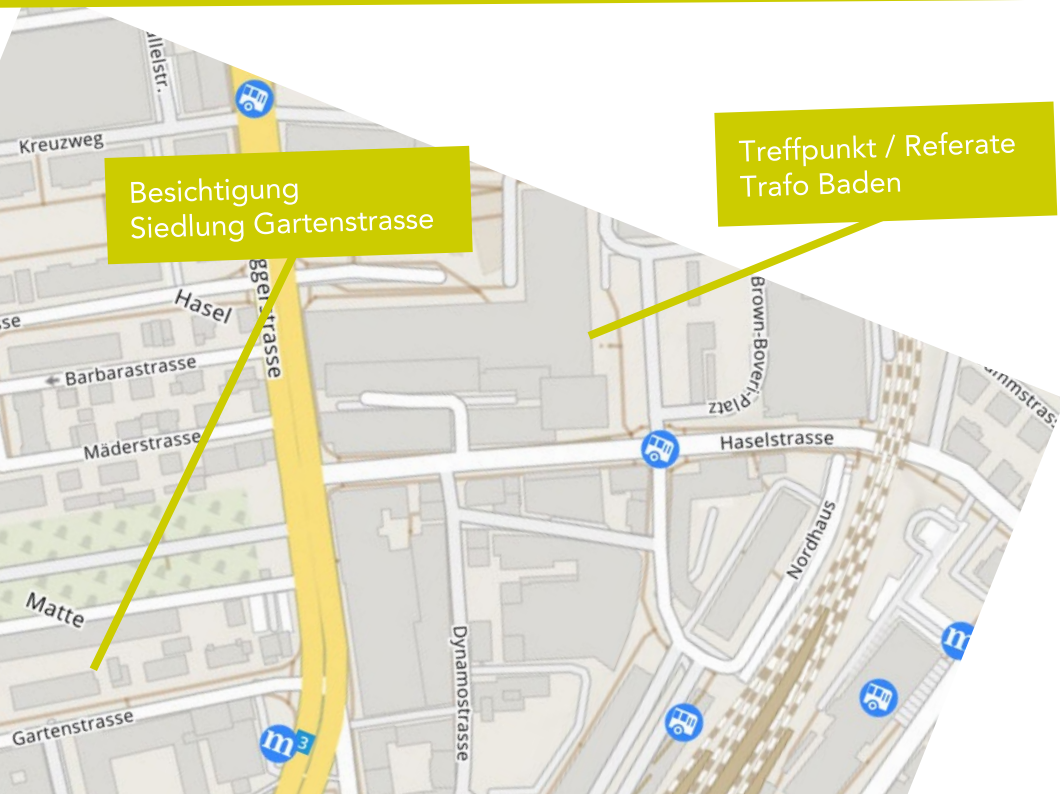 Kreuzweg
Besichtigung
Siedlung Gartenstrasse
Treffpunkt / Referate
Trafo Baden
Hasel
Barbarastrasse
Brown-Boveri-Platz
Mäderstrasse
Haselstrasse
Nordhaus
Matte
Dynamostrasse
Gartenstrasse
m
3
m